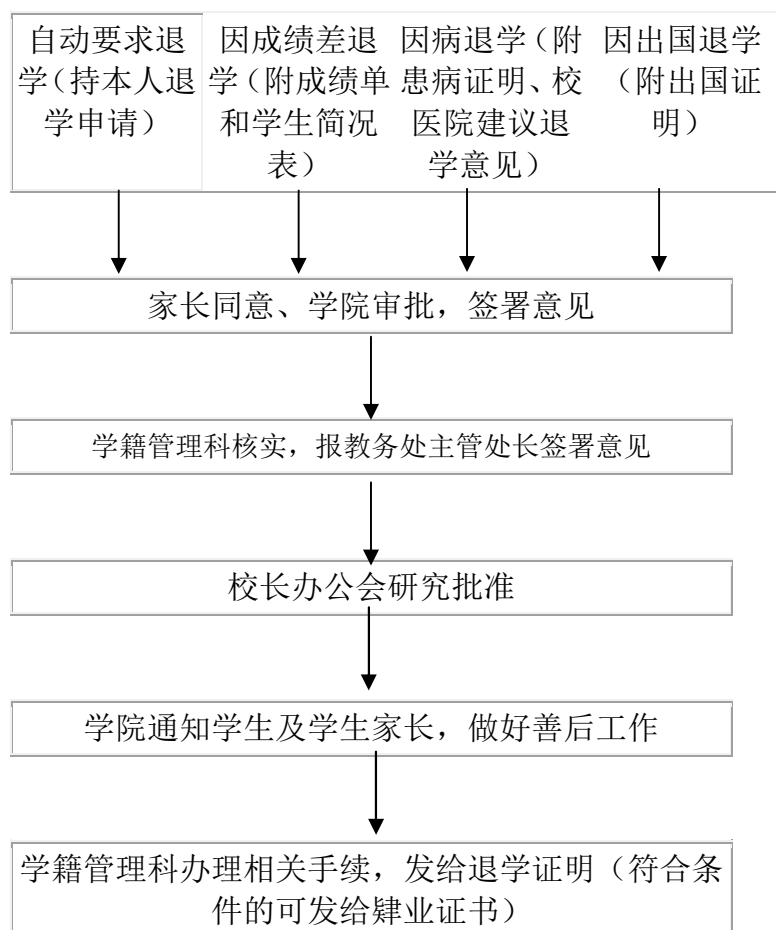 自动要求退
学（持本人退
学申请）
因成绩差退
学（附成绩单
和学生简况
表）
因病退学（附
患病证明、校
医院建议退
学意见）
因出国退学
（附出国证
明）
家长同意、学院审批，签署意见
学籍管理科核实，报教务处主管处长签署意见
校长办公会研究批准
学院通知学生及学生家长，做好善后工作
学籍管理科办理相关手续，发给退学证明（符合条
件的可发给肄业证书）